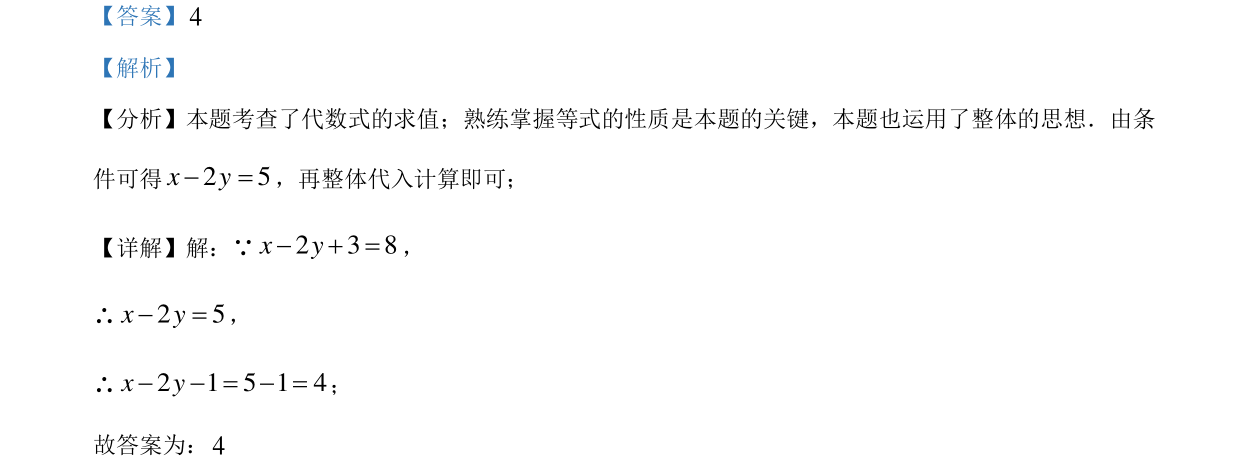 【答案】4
【解析】
【分析】本题考查了代数式的求值；熟练掌握等式的性质是本题的关键，本题也运用了整体的思想．由条
件可得 x−2y=5，再整体代入计算即可；
【详解】解：∵ x−2y+3=8，
∴ x−2y=5，
∴ x−2y−1=5−1=4；
故答案为：4